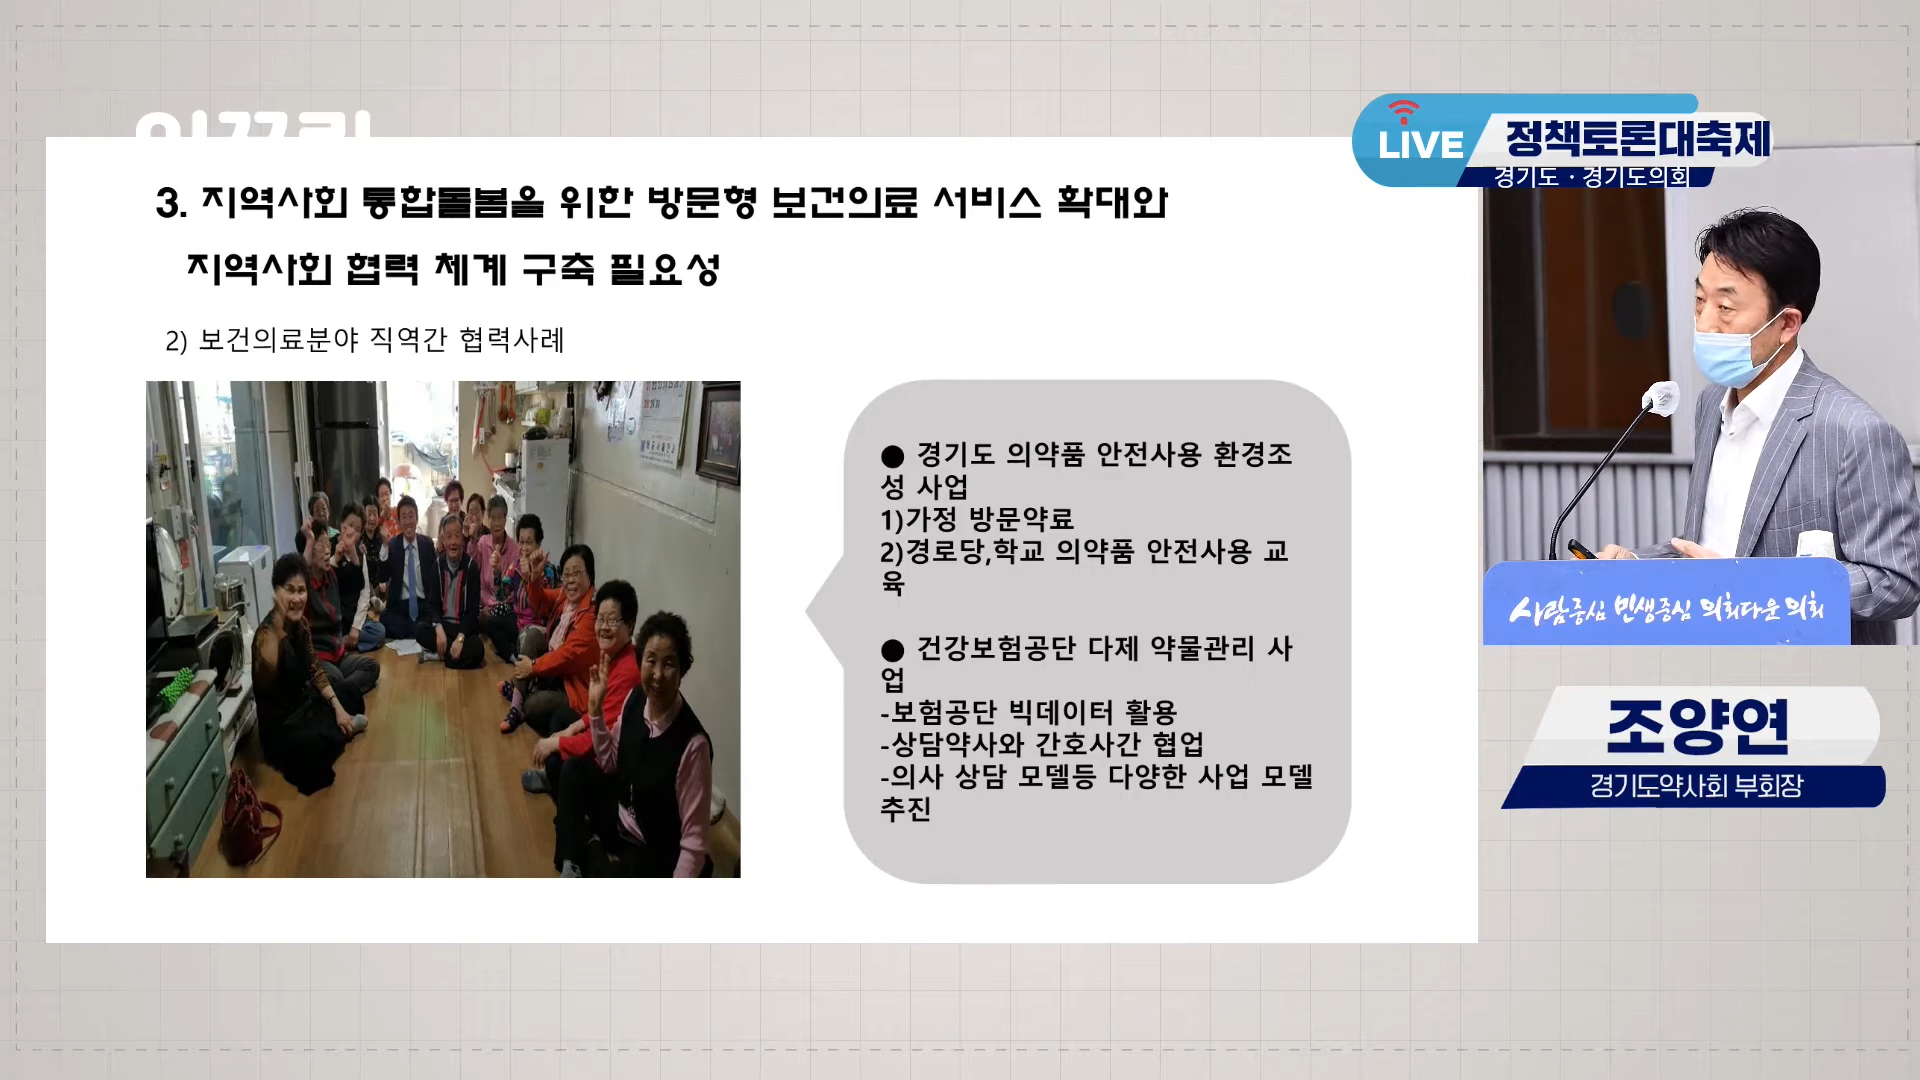 LIVE
정책토론대축제
경기도 · 경기도의회
3. 지역사회 통합돌봄을 위한 방문형 보건의료 서비스 확대와
지역사회 협력 체계 구축 필요성
2) 보건의료분야 직역간 협력사례
● 경기도 의약품 안전사용 환경조
성 사업
1)가정 방문약료
2)경로당,학교 의약품 안전사용 교
육
● 건강보험공단 다제 약물관리 사
업
-보험공단 빅데이터 활용
-상담약사와 간호사간 협업
-의사 상담 모델등 다양한 사업 모델
추진
사람중심 민생중심 의회다운 의회
조양연
경기도약사회 부회장